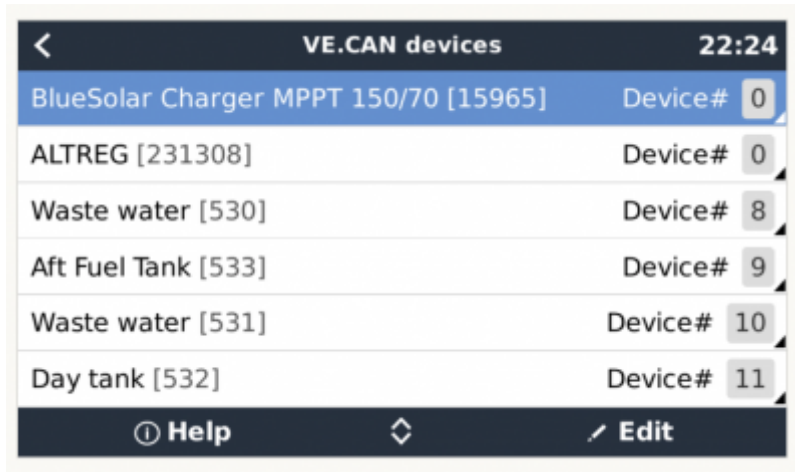 VE.CAN devices 22:24
BlueSolar Charger MPPT 150/70 [15965] Device# 0
ALTREG [231308] Device# 0
Waste water [530] Device# 8
Aft Fuel Tank [533] Device# 9
Waste water [531] Device# 10
Day tank [532] Device# 11
Help Edit